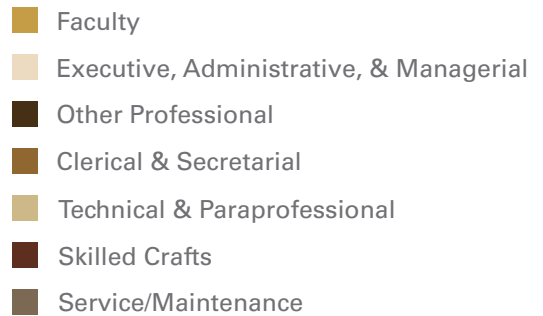 Faculty
Executive, Administrative, & Managerial
Other Professional
Clerical & Secretarial
Technical & Paraprofessional
Skilled Crafts
Service/Maintenance